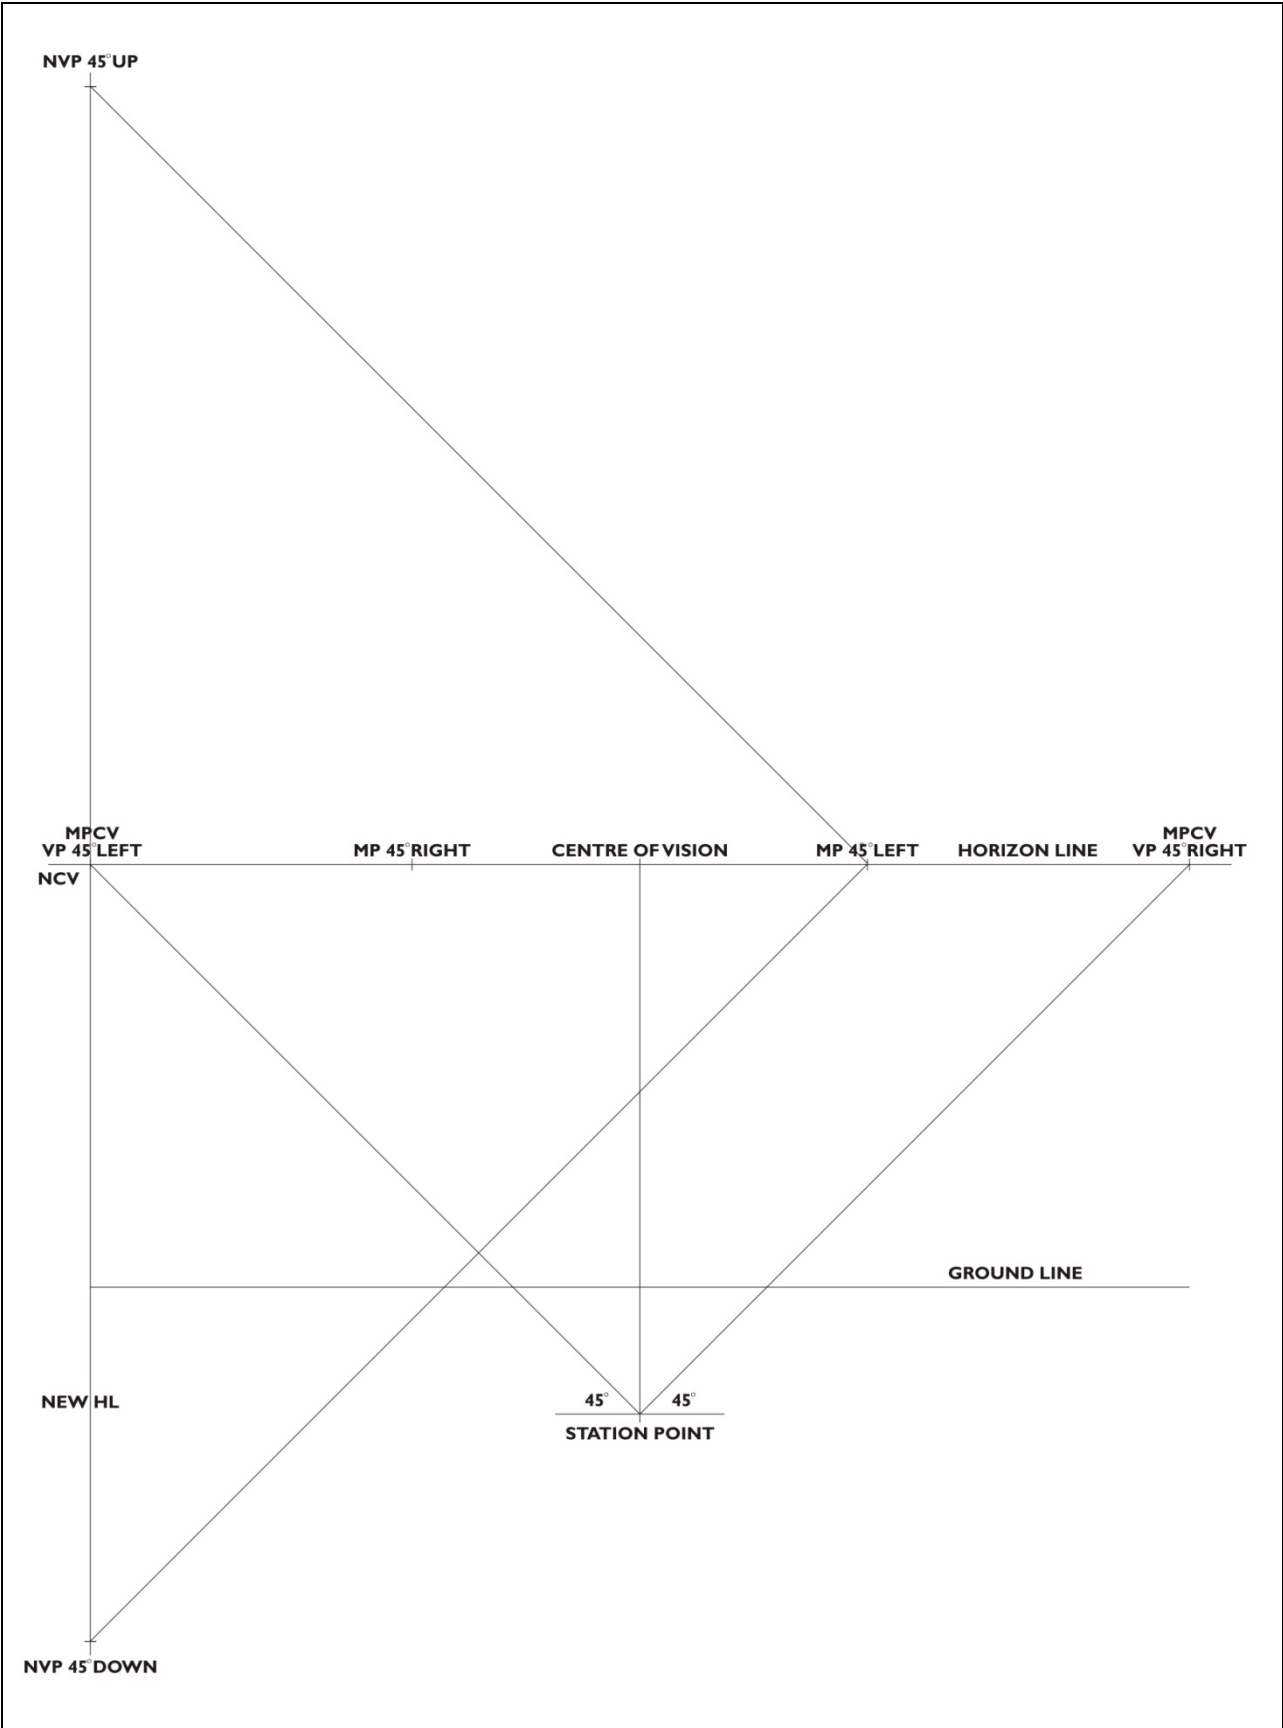 NVP 45°UP
MPCV
VP 45°LEFT
MP 45°RIGHT
CENTRE OF VISION
MP 45°LEFT
HORIZON LINE
MPCV
VP 45°RIGHT
NCV
GROUND LINE
NEW HL
45°
45°
STATION POINT
NVP 45°DOWN